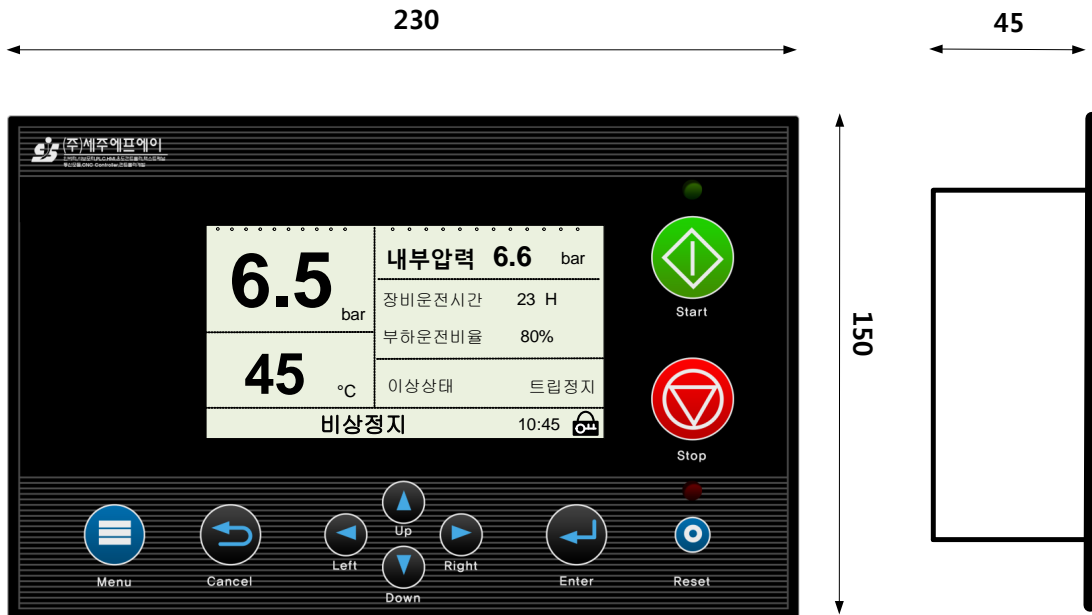 230
45
(주)세주에프에이
6.5 bar
내부압력 6.6 bar
장비운전시간 23 H
부하운전비율 80%
45 °C
이상상태 트립정지
비상정지 10:45
Start
Stop
150
Menu
Cancel
Up
Left
Right
Down
Enter
Reset